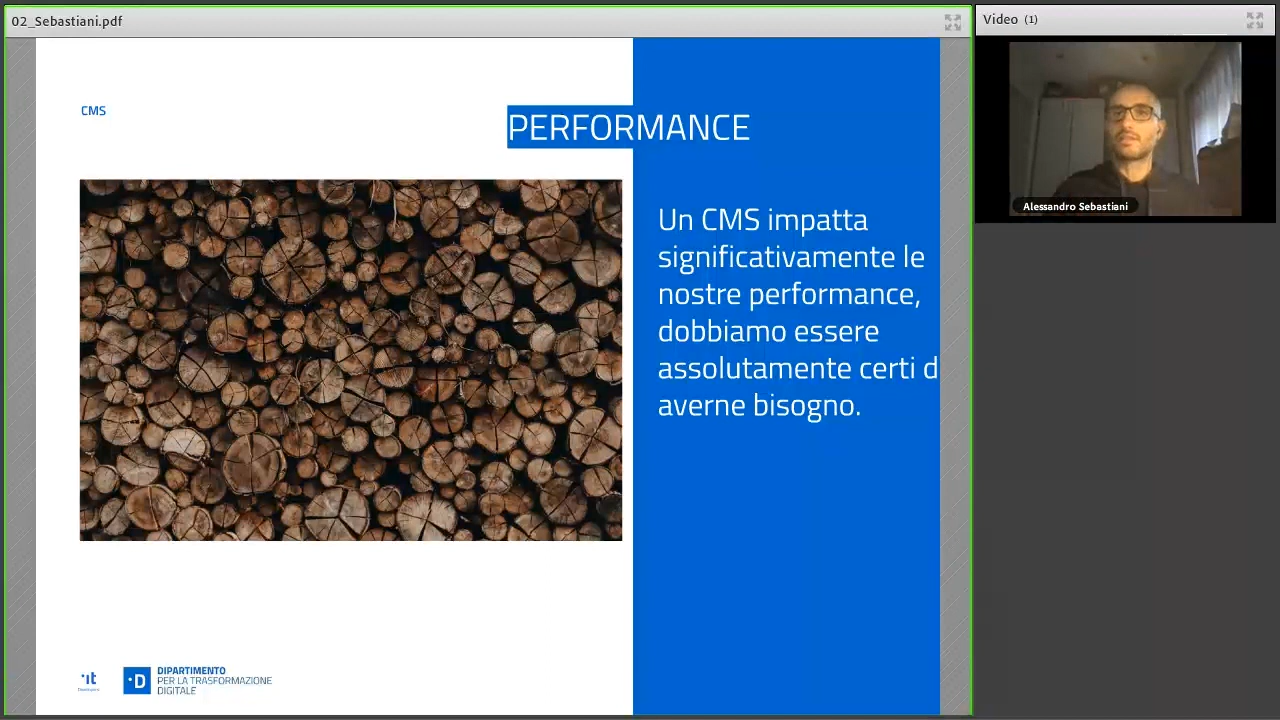 02_Sebastiani.pdf
Video (1)
CMS
PERFORMANCE
Un CMS impatta
significativamente le
nostre performance,
dobbiamo essere
assolutamente certi d
averne bisogno.
Alessandro Sebastiani
.it
D
DIPARTIMENTO
PER LA TRASFORMAZIONE
DIGITALE